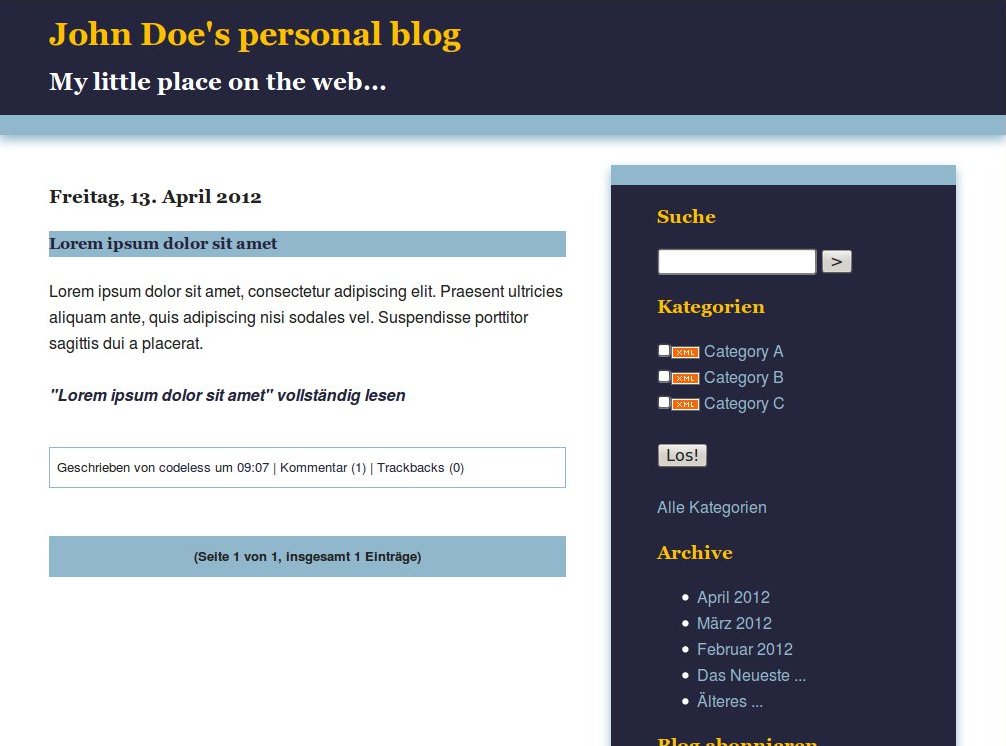 John Doe's personal blog
My little place on the web...
Freitag, 13. April 2012
Lorem ipsum dolor sit amet
Lorem ipsum dolor sit amet, consectetur adipiscing elit. Praesent ultricies
aliquam ante, quis adipiscing nisi sodales vel. Suspendisse porttitor
sagittis dui a placerat.
"Lorem ipsum dolor sit amet" vollständig lesen
Geschrieben von codeless um 09:07 | Kommentar (1) | Trackbacks (0)
(Seite 1 von 1, insgesamt 1 Einträge)
Suche
>
Kategorien
XML Category A
XML Category B
XML Category C
Los!
Alle Kategorien
Archive
April 2012
März 2012
Februar 2012
Das Neueste ...
Älteres ...
Blog abonnieren